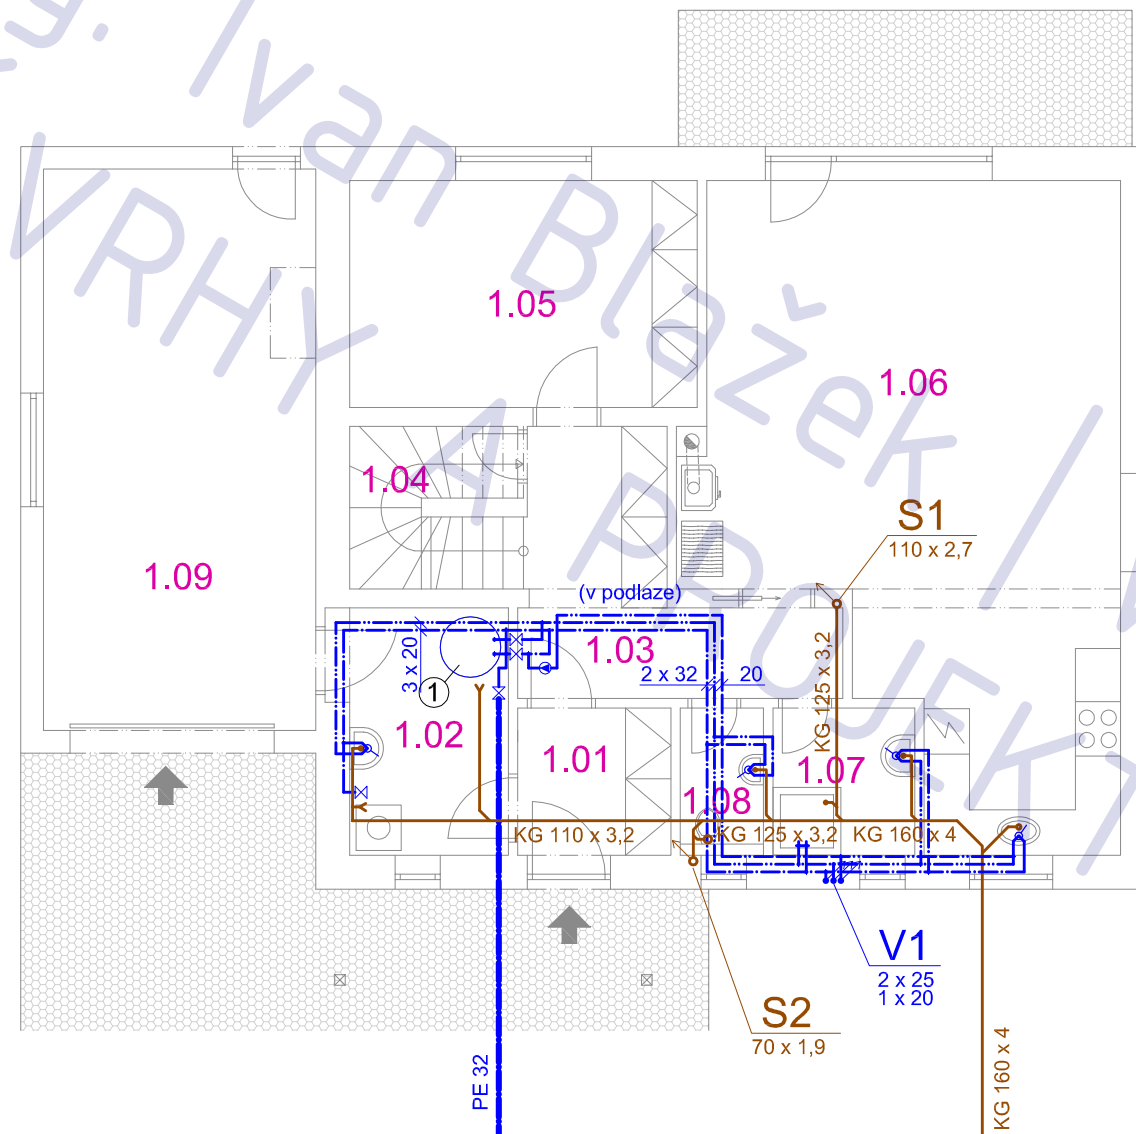 y. Ivan Blažek /
VRHY A PROJEKT
1.05
1.06
1.04
S1
110 x 2,7
1.09
(v podlaze)
1.03
3 x 20
2 x 32
20
KG 125 x 3,2
1
1.02
1.01
1.07
1.08
KG 110 x 3,2
KG 125 x 3,2
KG 160 x 4
V1
2 x 25
1 x 20
S2
70 x 1,9
PE 32
KG 160 x 4